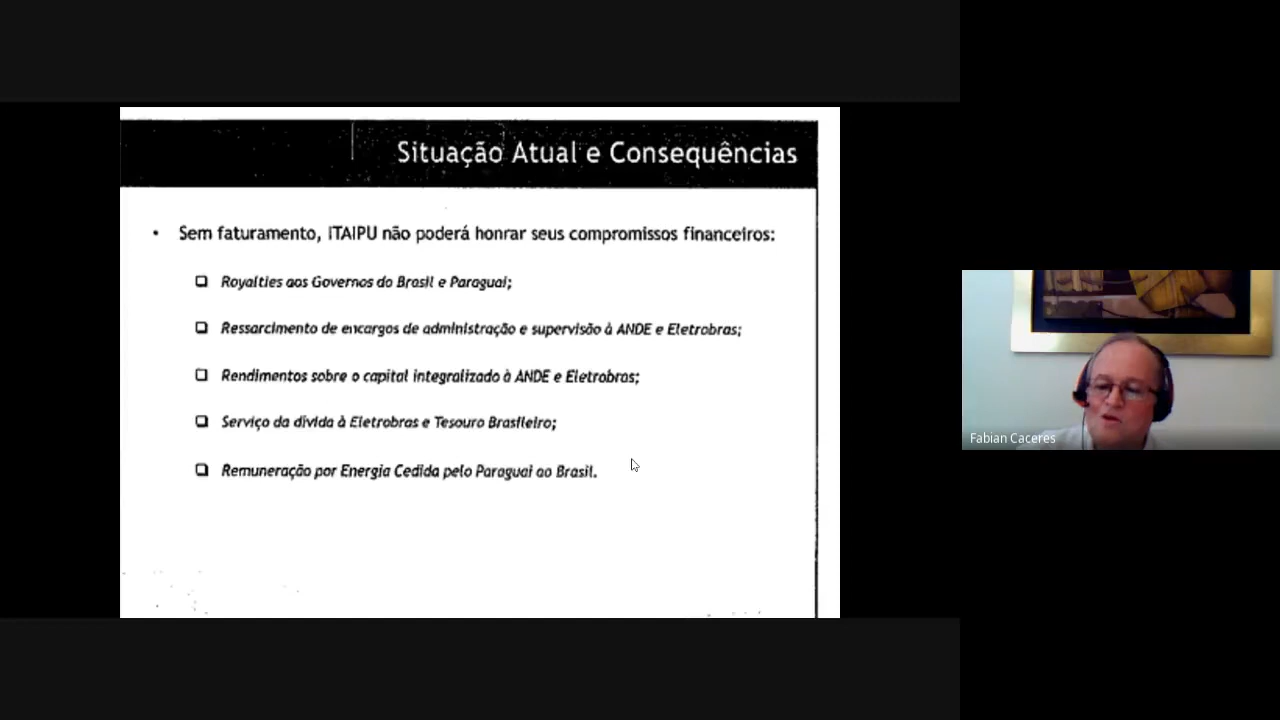 Situação Atual e Consequências
• Sem faturamento, ITAIPU não poderá honrar seus compromissos financeiros:
❑ Royalties aos Governos do Brasil e Paraguai;
❑ Ressarcimento de encargos de administração e supervisão à ANDE e Eletrobras;
❑ Rendimentos sobre o capital integralizado à ANDE e Eletrobras;
❑ Serviço da dívida à Eletrobras e Tesouro Brasileiro;
❑ Remuneração por Energia Cedida pelo Paraguai ao Brasil.
Fabian Caceres